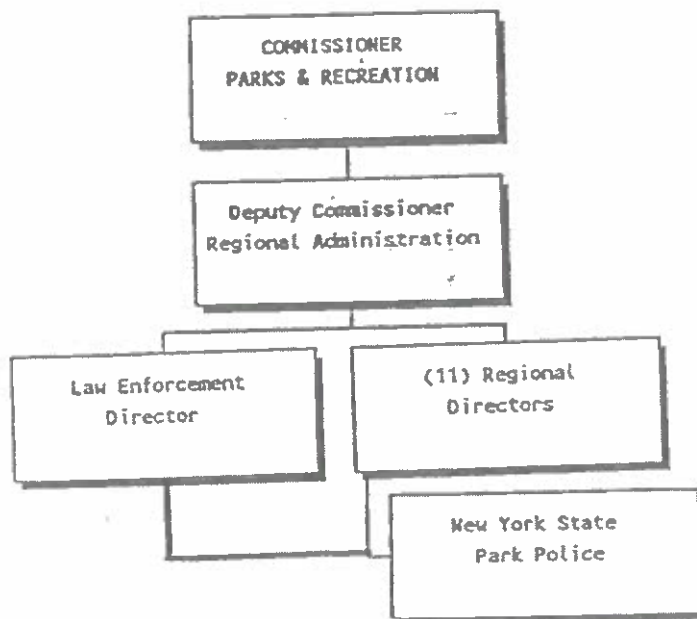 COMMISSIONER
PARKS & RECREATION
Deputy Commissioner
Regional Administration
Law Enforcement
Director
(11) Regional
Directors
New York State
Park Police